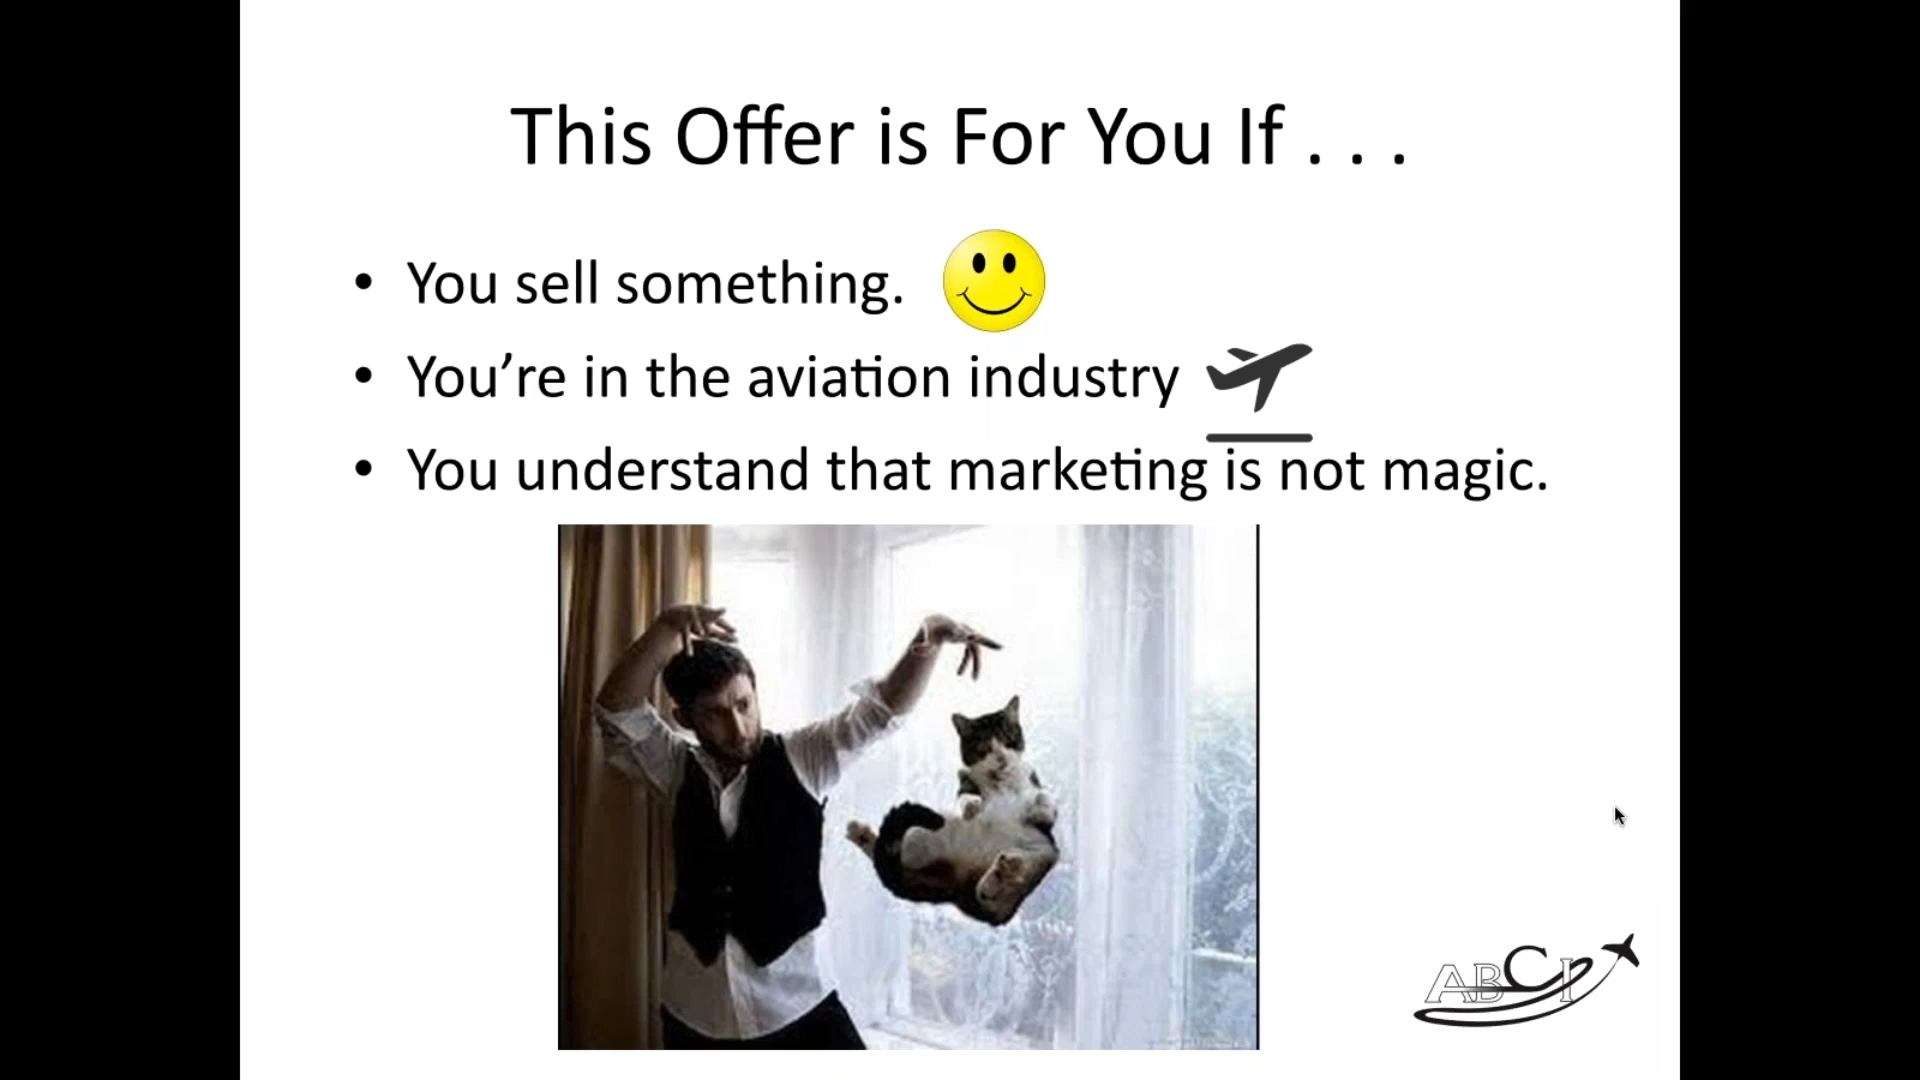 This Offer is For You If . . .
• You sell something.
• You’re in the aviation industry
• You understand that marketing is not magic.
ABCI